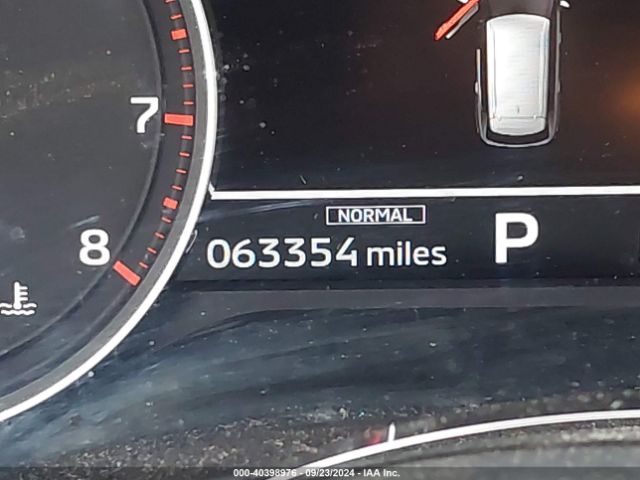 7
NORMAL
8 063354 miles P
000-40398976 - 09/23/2024 - IAA Inc.